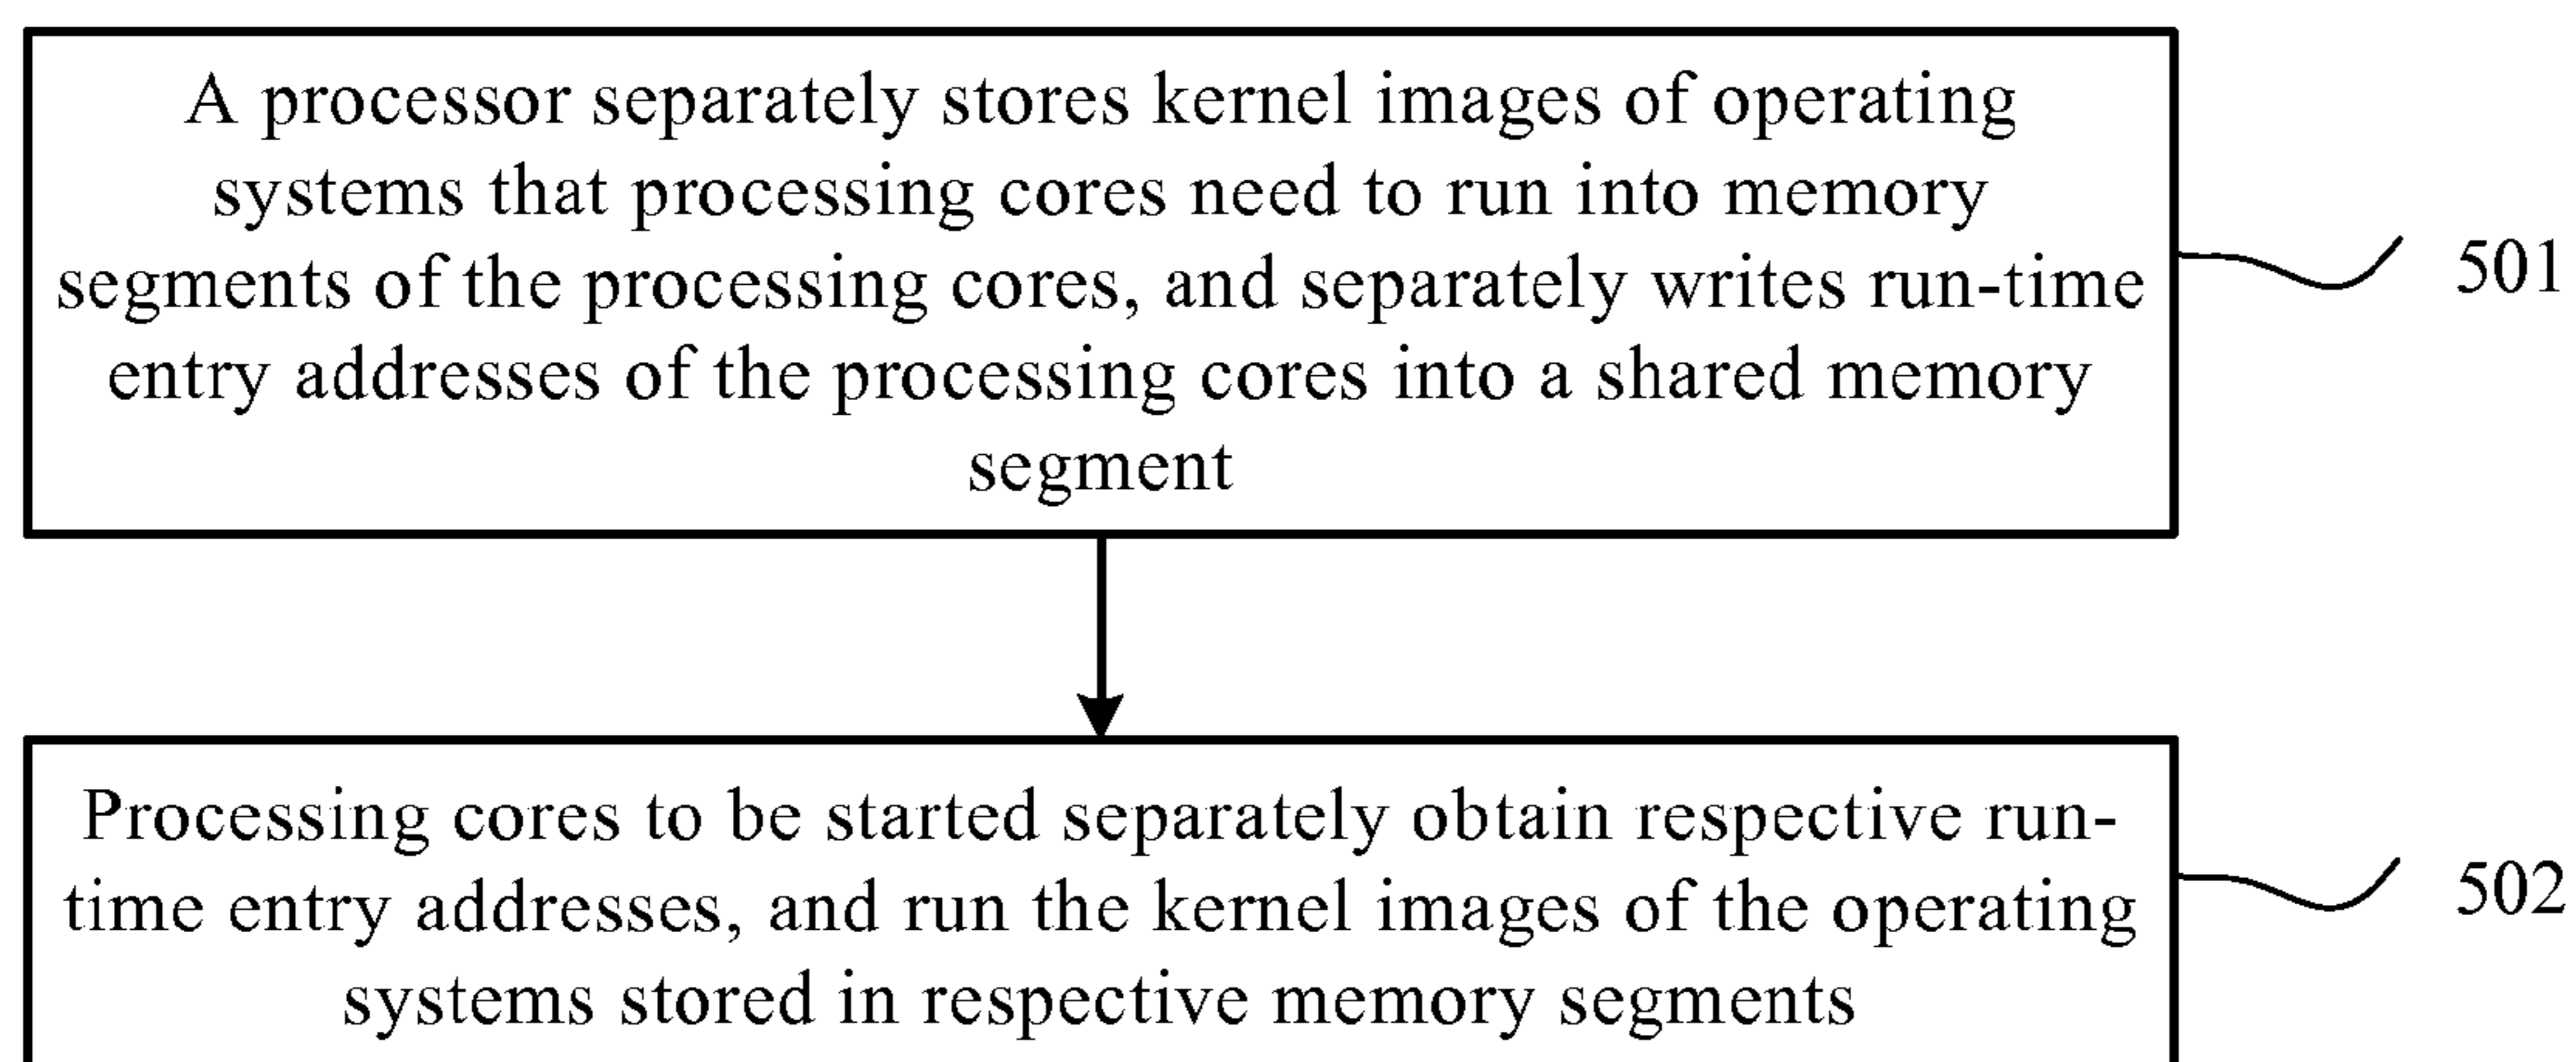 A processor separately stores kernel images of operating
systems that processing cores need to run into memory
segments of the processing cores, and separately writes run-time
entry addresses of the processing cores into a shared memory
segment
501
Processing cores to be started separately obtain respective run-
time entry addresses, and run the kernel images of the operating
systems stored in respective memory segments
502